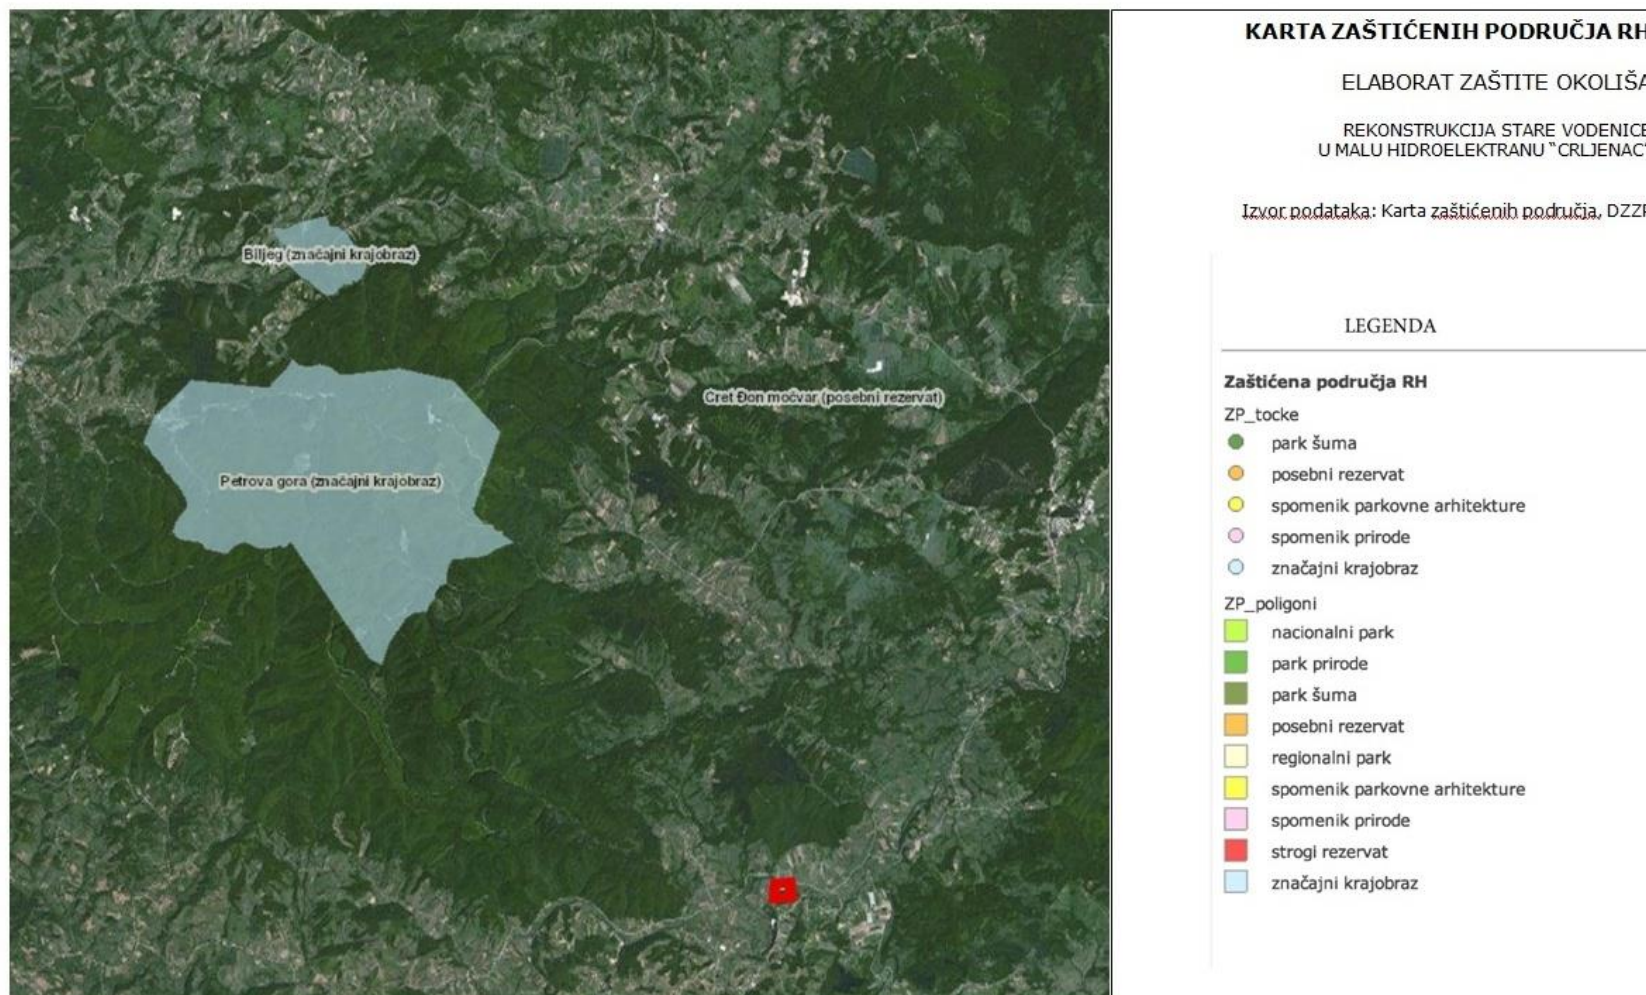 Biljeg (značajni krajobraz)
Cret Đon močvar (posebni rezervat)
Petrova gora (značajni krajobraz)
KARTA ZAŠTIĆENIH PODRUČJA RH
ELABORAT ZAŠTITE OKOLIŠA
REKONSTRUKCIJA STARE VODENICE
U MALU HIDROELEKTRANU "CRLJENAC"
Izvor podataka: Karta zaštićenih područja, DZZP
LEGENDA
Zaštićena područja RH
ZP_tocke
park šuma
posebni rezervat
spomenik parkovne arhitekture
spomenik prirode
značajni krajobraz
ZP_poligoni
nacionalni park
park prirode
park šuma
posebni rezervat
regionalni park
spomenik parkovne arhitekture
spomenik prirode
strogi rezervat
značajni krajobraz